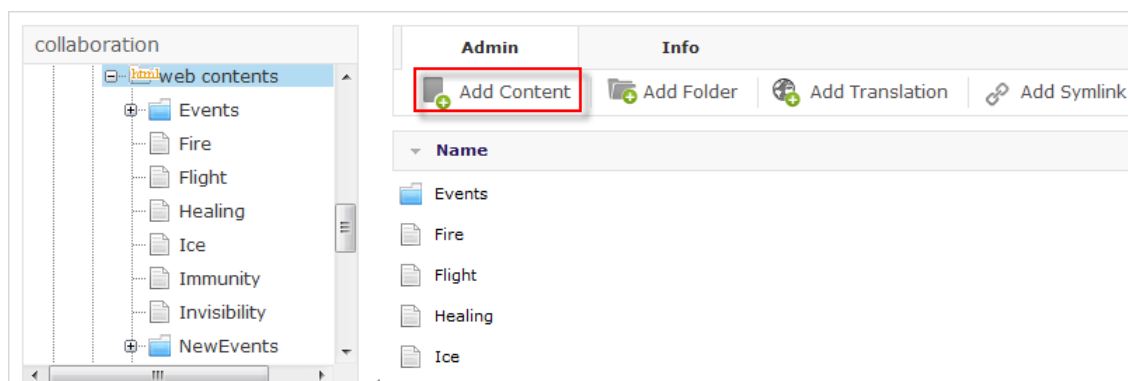 collaboration
html web contents
Events
Fire
Flight
Healing
Ice
Immunity
Invisibility
NewEvents
Admin Info
Add Content Add Folder Add Translation Add Symlink
Name
Events
Fire
Flight
Healing
Ice